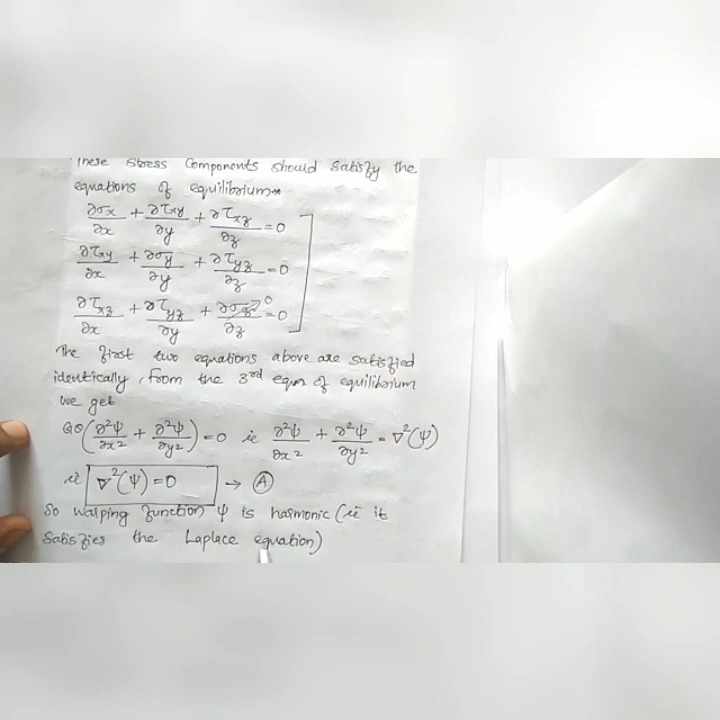 These stress Components should satisfy the
equations of equilibrium
∂σx/∂x + ∂τxy/∂y + ∂τxz/∂z = 0
∂τxy/∂x + ∂σy/∂y + ∂τyz/∂z = 0
∂τxz/∂x + ∂τyz/∂y + ∂σz/∂z 0 = 0
The first two equations above are satisfied
identically, from the 3rd eqm of equilibrium
we get
Gθ(∂²ψ/∂x² + ∂²ψ/∂y²) = 0 ie ∂²ψ/∂x² + ∂²ψ/∂y² = ∇²(ψ)
ie ∇²(ψ) = 0 → Ⓐ
So warping function ψ is harmonic (ie it
satisfies the Laplace equation)